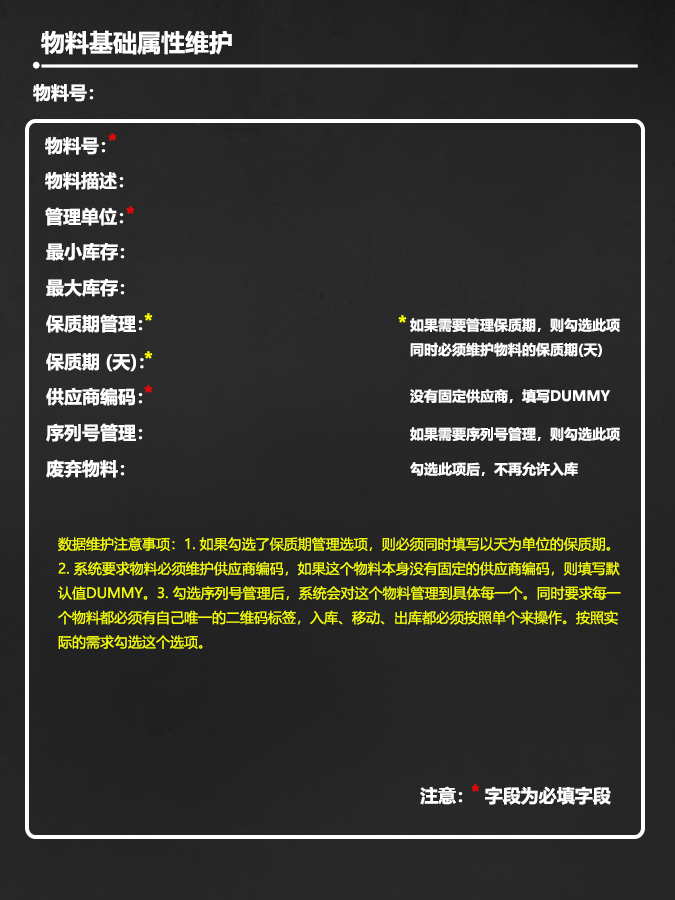 物料基础属性维护
物料号：
物料号：*
物料描述：
管理单位：*
最小库存：
最大库存：
保质期管理：*
* 如果需要管理保质期，则勾选此项
同时必须维护物料的保质期(天)
保质期 (天)：*
供应商编码：*
没有固定供应商，填写DUMMY
序列号管理：
如果需要序列号管理，则勾选此项
废弃物料：
勾选此项后，不再允许入库
数据维护注意事项：1. 如果勾选了保质期管理选项，则必须同时填写以天为单位的保质期。
2. 系统要求物料必须维护供应商编码，如果这个物料本身没有固定的供应商编码，则填写默
认值DUMMY。3. 勾选序列号管理后，系统会对这个物料管理到具体每一个。同时要求每一
个物料都必须有自己唯一的二维码标签，入库、移动、出库都必须按照单个来操作。按照实
际的需求勾选这个选项。
注意：* 字段为必填字段